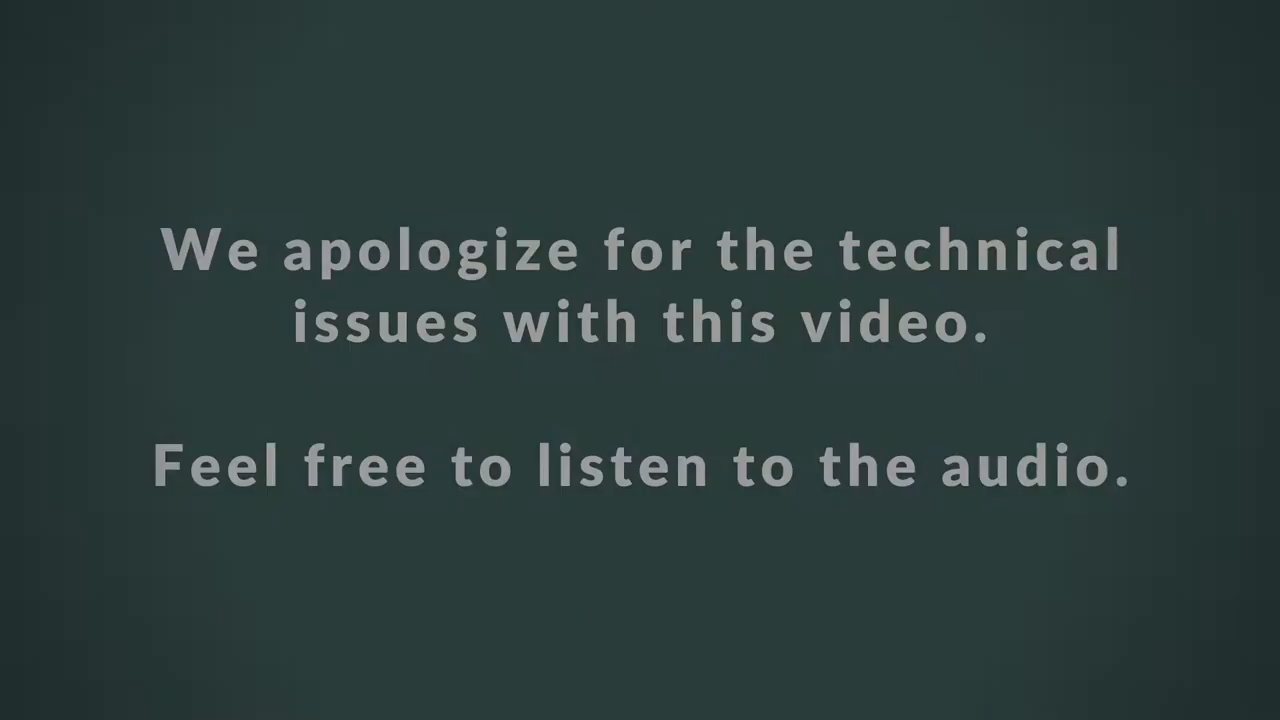 We apologize for the technical
issues with this video.
Feel free to listen to the audio.